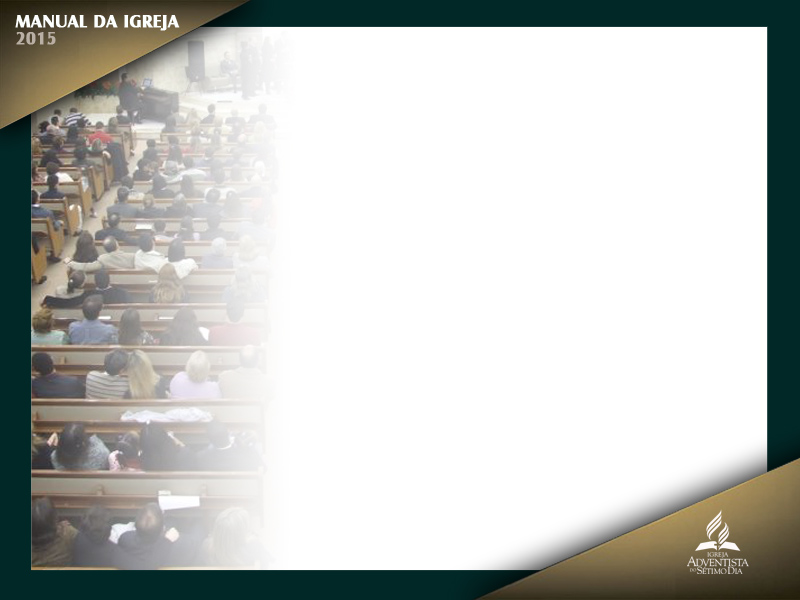 MANUAL DA IGREJA
2015
IGREJA
ADVENTISTA
DO SÉTIMO DIA